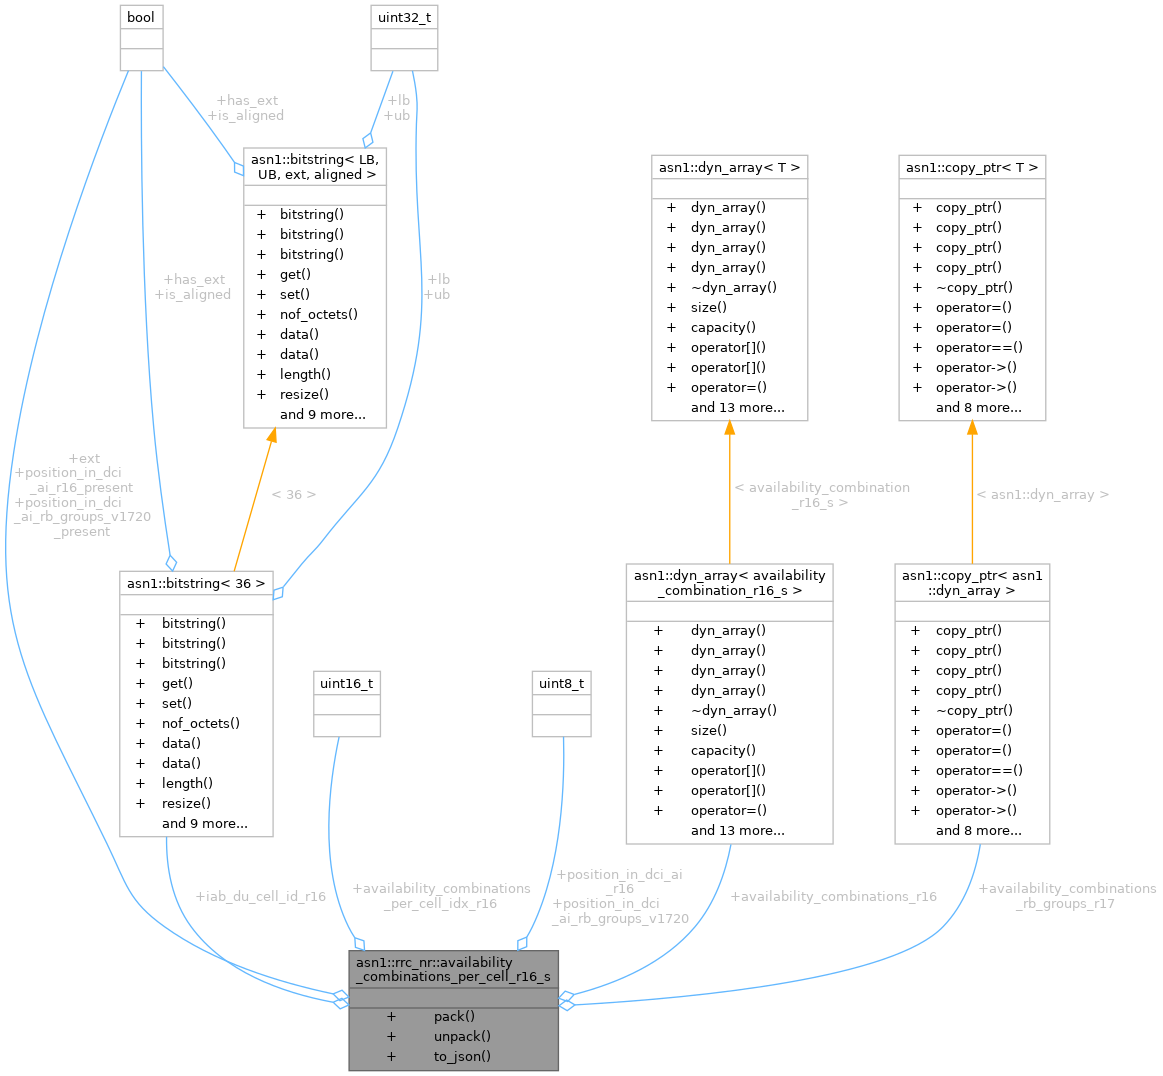 bool
uint32_t
+has_ext
+is_aligned
+lb
+ub
asn1::bitstring< LB,
UB, ext, aligned >
+ bitstring()
+ bitstring()
+ bitstring()
+ get()
+ set()
+ nof_octets()
+ data()
+ data()
+ length()
+ resize()
and 9 more...
asn1::dyn_array< T >
+ dyn_array()
+ dyn_array()
+ dyn_array()
+ dyn_array()
+ ~dyn_array()
+ size()
+ capacity()
+ operator[]()
+ operator[]()
+ operator=()
and 13 more...
asn1::copy_ptr< T >
+ copy_ptr()
+ copy_ptr()
+ copy_ptr()
+ copy_ptr()
+ ~copy_ptr()
+ operator=()
+ operator=()
+ operator==()
+ operator->()
+ operator->()
and 8 more...
+has_ext
+is_aligned
+lb
+ub
+ext
+position_in_dci
_ai_r16_present
+position_in_dci
_ai_rb_groups_v1720
_present
< 36 >
< availability_combination
_r16_s >
< asn1::dyn_array >
asn1::bitstring< 36 >
+ bitstring()
+ bitstring()
+ bitstring()
+ get()
+ set()
+ nof_octets()
+ data()
+ data()
+ length()
+ resize()
and 9 more...
uint16_t
uint8_t
asn1::dyn_array< availability
_combination_r16_s >
+ dyn_array()
+ dyn_array()
+ dyn_array()
+ dyn_array()
+ ~dyn_array()
+ size()
+ capacity()
+ operator[]()
+ operator[]()
+ operator=()
and 13 more...
asn1::copy_ptr< asn1
::dyn_array >
+ copy_ptr()
+ copy_ptr()
+ copy_ptr()
+ copy_ptr()
+ ~copy_ptr()
+ operator=()
+ operator=()
+ operator==()
+ operator->()
+ operator->()
and 8 more...
+iab_du_cell_id_r16
+availability_combinations
_per_cell_idx_r16
+position_in_dci_ai
_r16
+position_in_dci
_ai_rb_groups_v1720
+availability_combinations_r16
+availability_combinations
_rb_groups_r17
asn1::rrc_nr::availability
_combinations_per_cell_r16_s
+ pack()
+ unpack()
+ to_json()